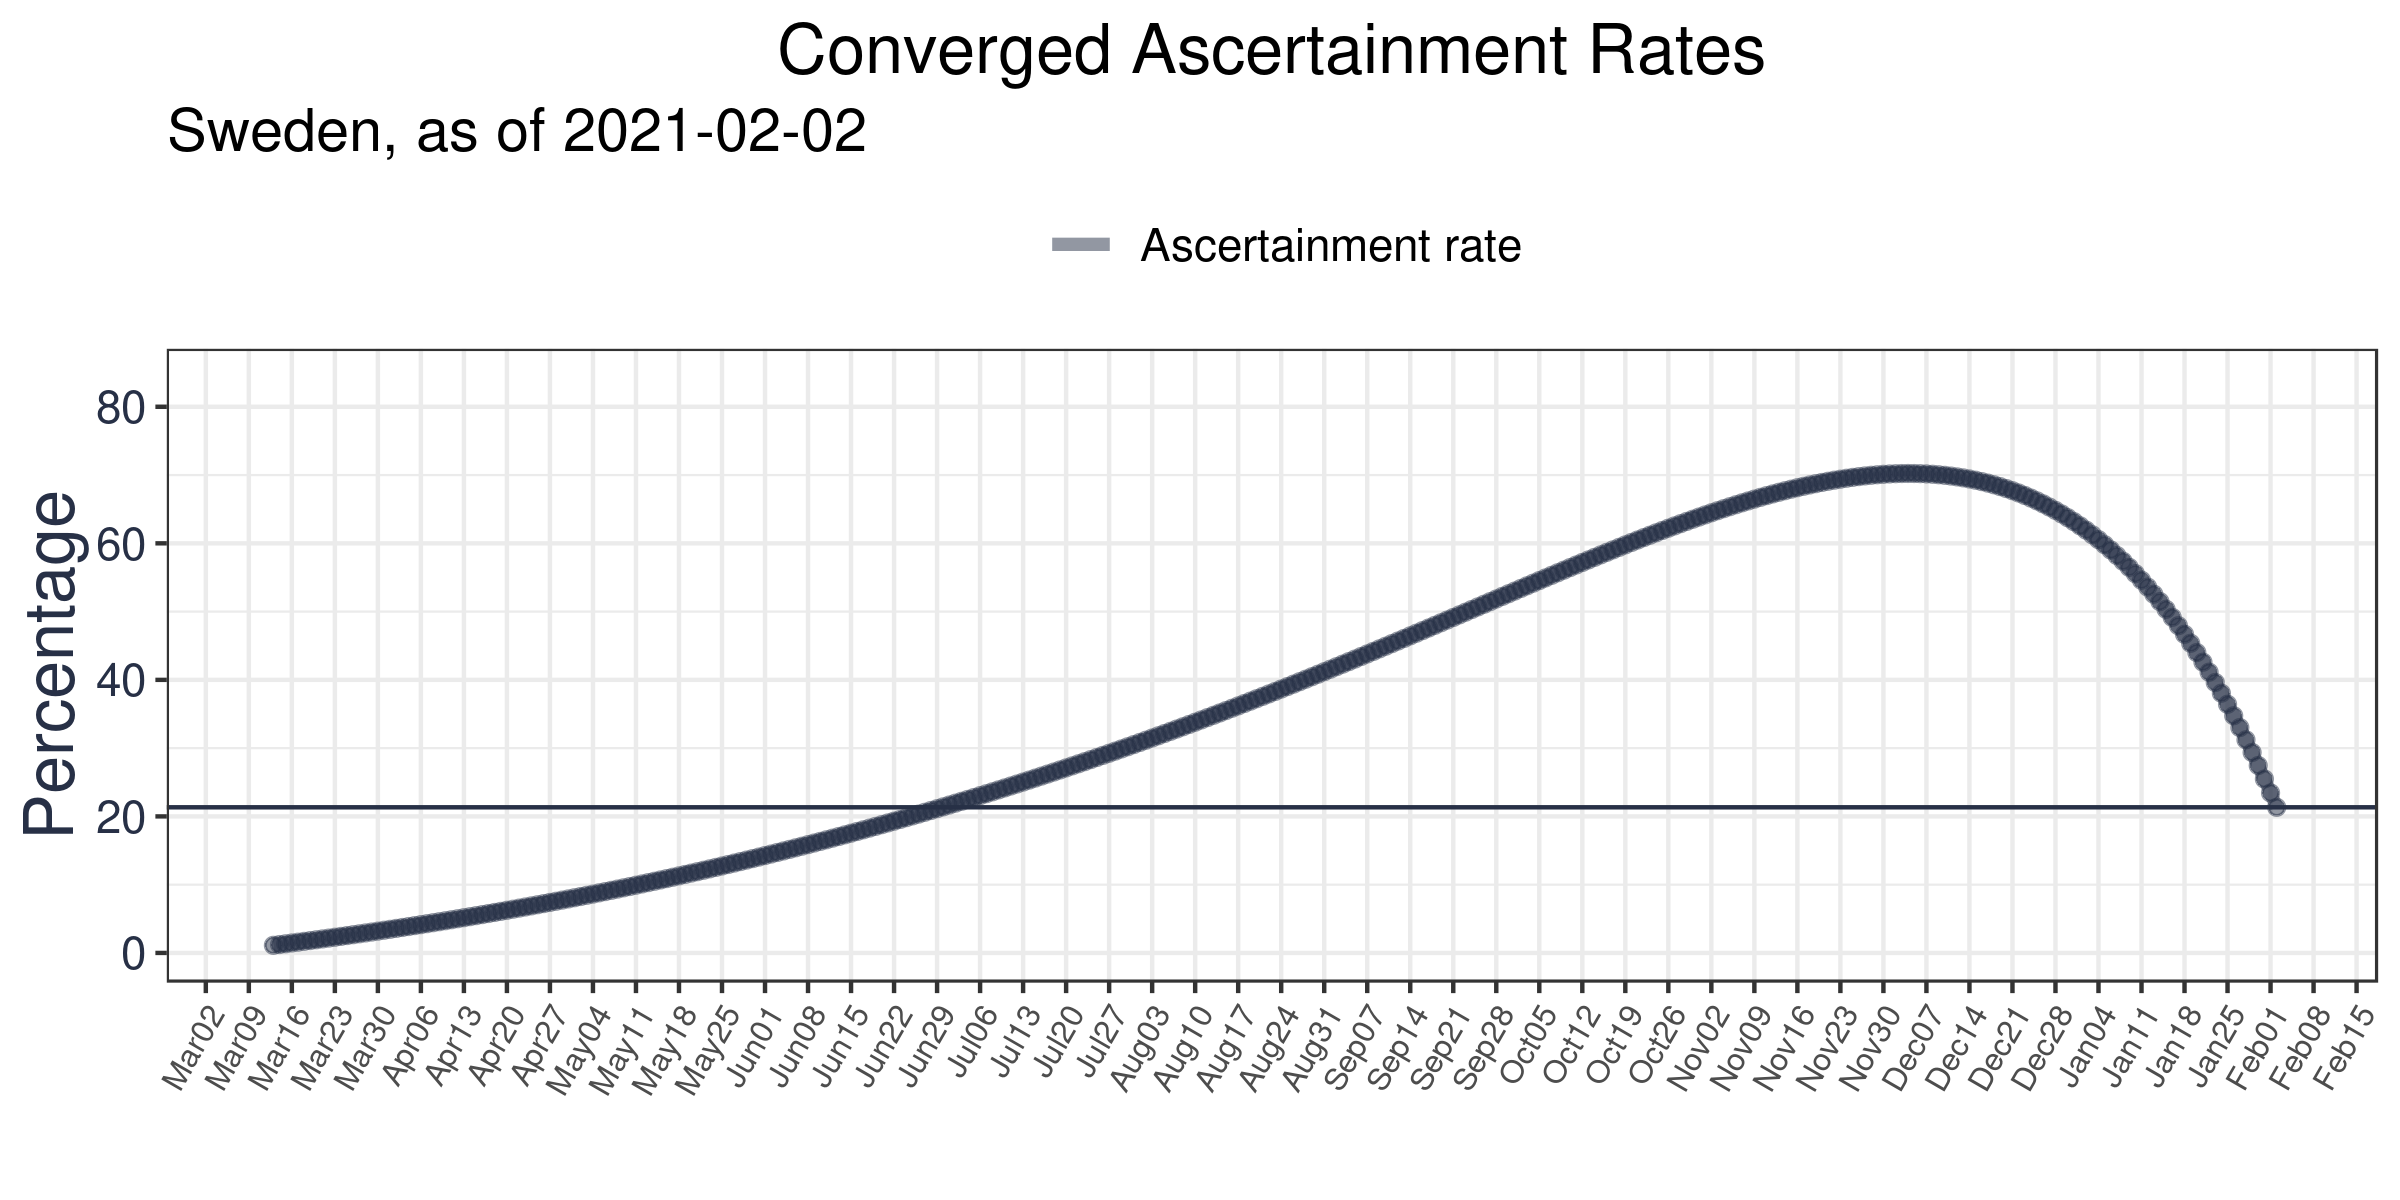 Converged Ascertainment Rates
Sweden, as of 2021-02-02
Ascertainment rate
Percentage
80
60
40
20
0
Mar02 Mar09 Mar16 Mar23 Mar30 Apr06 Apr13 Apr20 Apr27 May04 May11 May18 May25 Jun01 Jun08 Jun15 Jun22 Jun29 Jul06 Jul13 Jul20 Jul27 Aug03 Aug10 Aug17 Aug24 Aug31 Sep07 Sep14 Sep21 Sep28 Oct05 Oct12 Oct19 Oct26 Nov02 Nov09 Nov16 Nov23 Nov30 Dec07 Dec14 Dec21 Dec28 Jan04 Jan11 Jan18 Jan25 Feb01 Feb08 Feb15